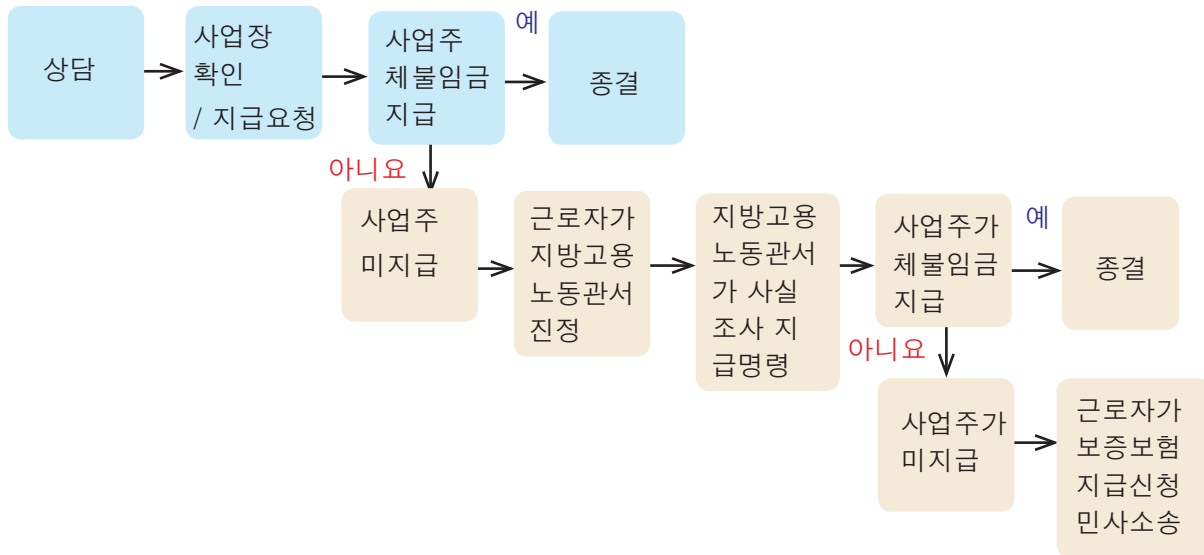 상담
사업장
확인
/ 지급요청
사업주
체불임금
지급
예
종결
아니요
사업주
미지급
근로자가
지방고용
노동관서
진정
지방고용
노동관서
가 사실
조사 지
급명령
사업주가
체불임금
지급
예
종결
아니요
사업주가
미지급
근로자가
보증보험
지급신청
민사소송